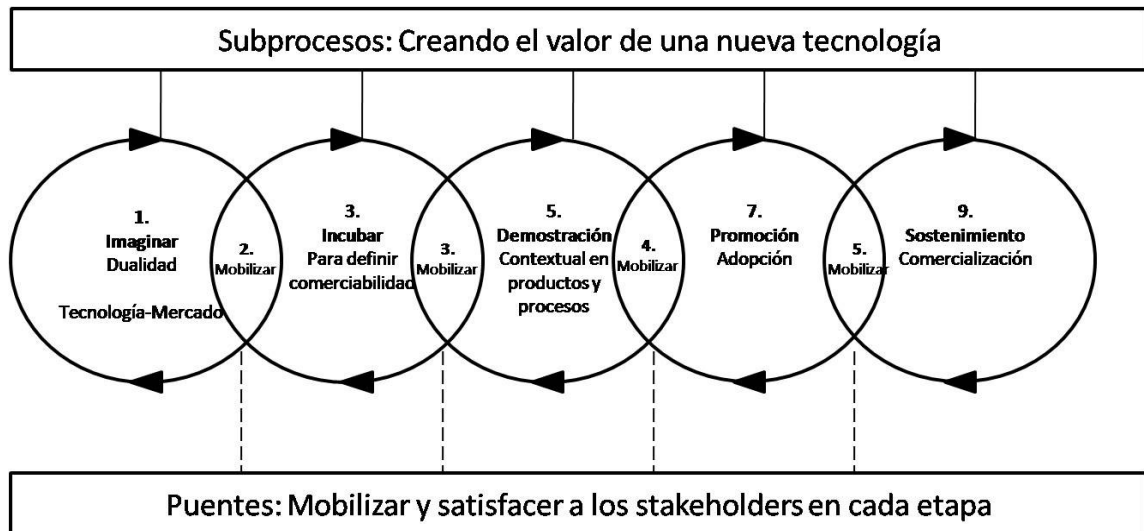 Subprocesos: Creando el valor de una nueva tecnología
1.
Imaginar
Dualidad
Tecnología-Mercado
2.
Mobilizar
3.
Incubar
Para definir
comerciabilidad
3.
Mobilizar
5.
Demostración
Contextual en
productos y
procesos
4.
Mobilizar
7.
Promoción
Adopción
5.
Mobilizar
9.
Sostenimiento
Comercialización
Puentes: Mobilizar y satisfacer a los stakeholders en cada etapa